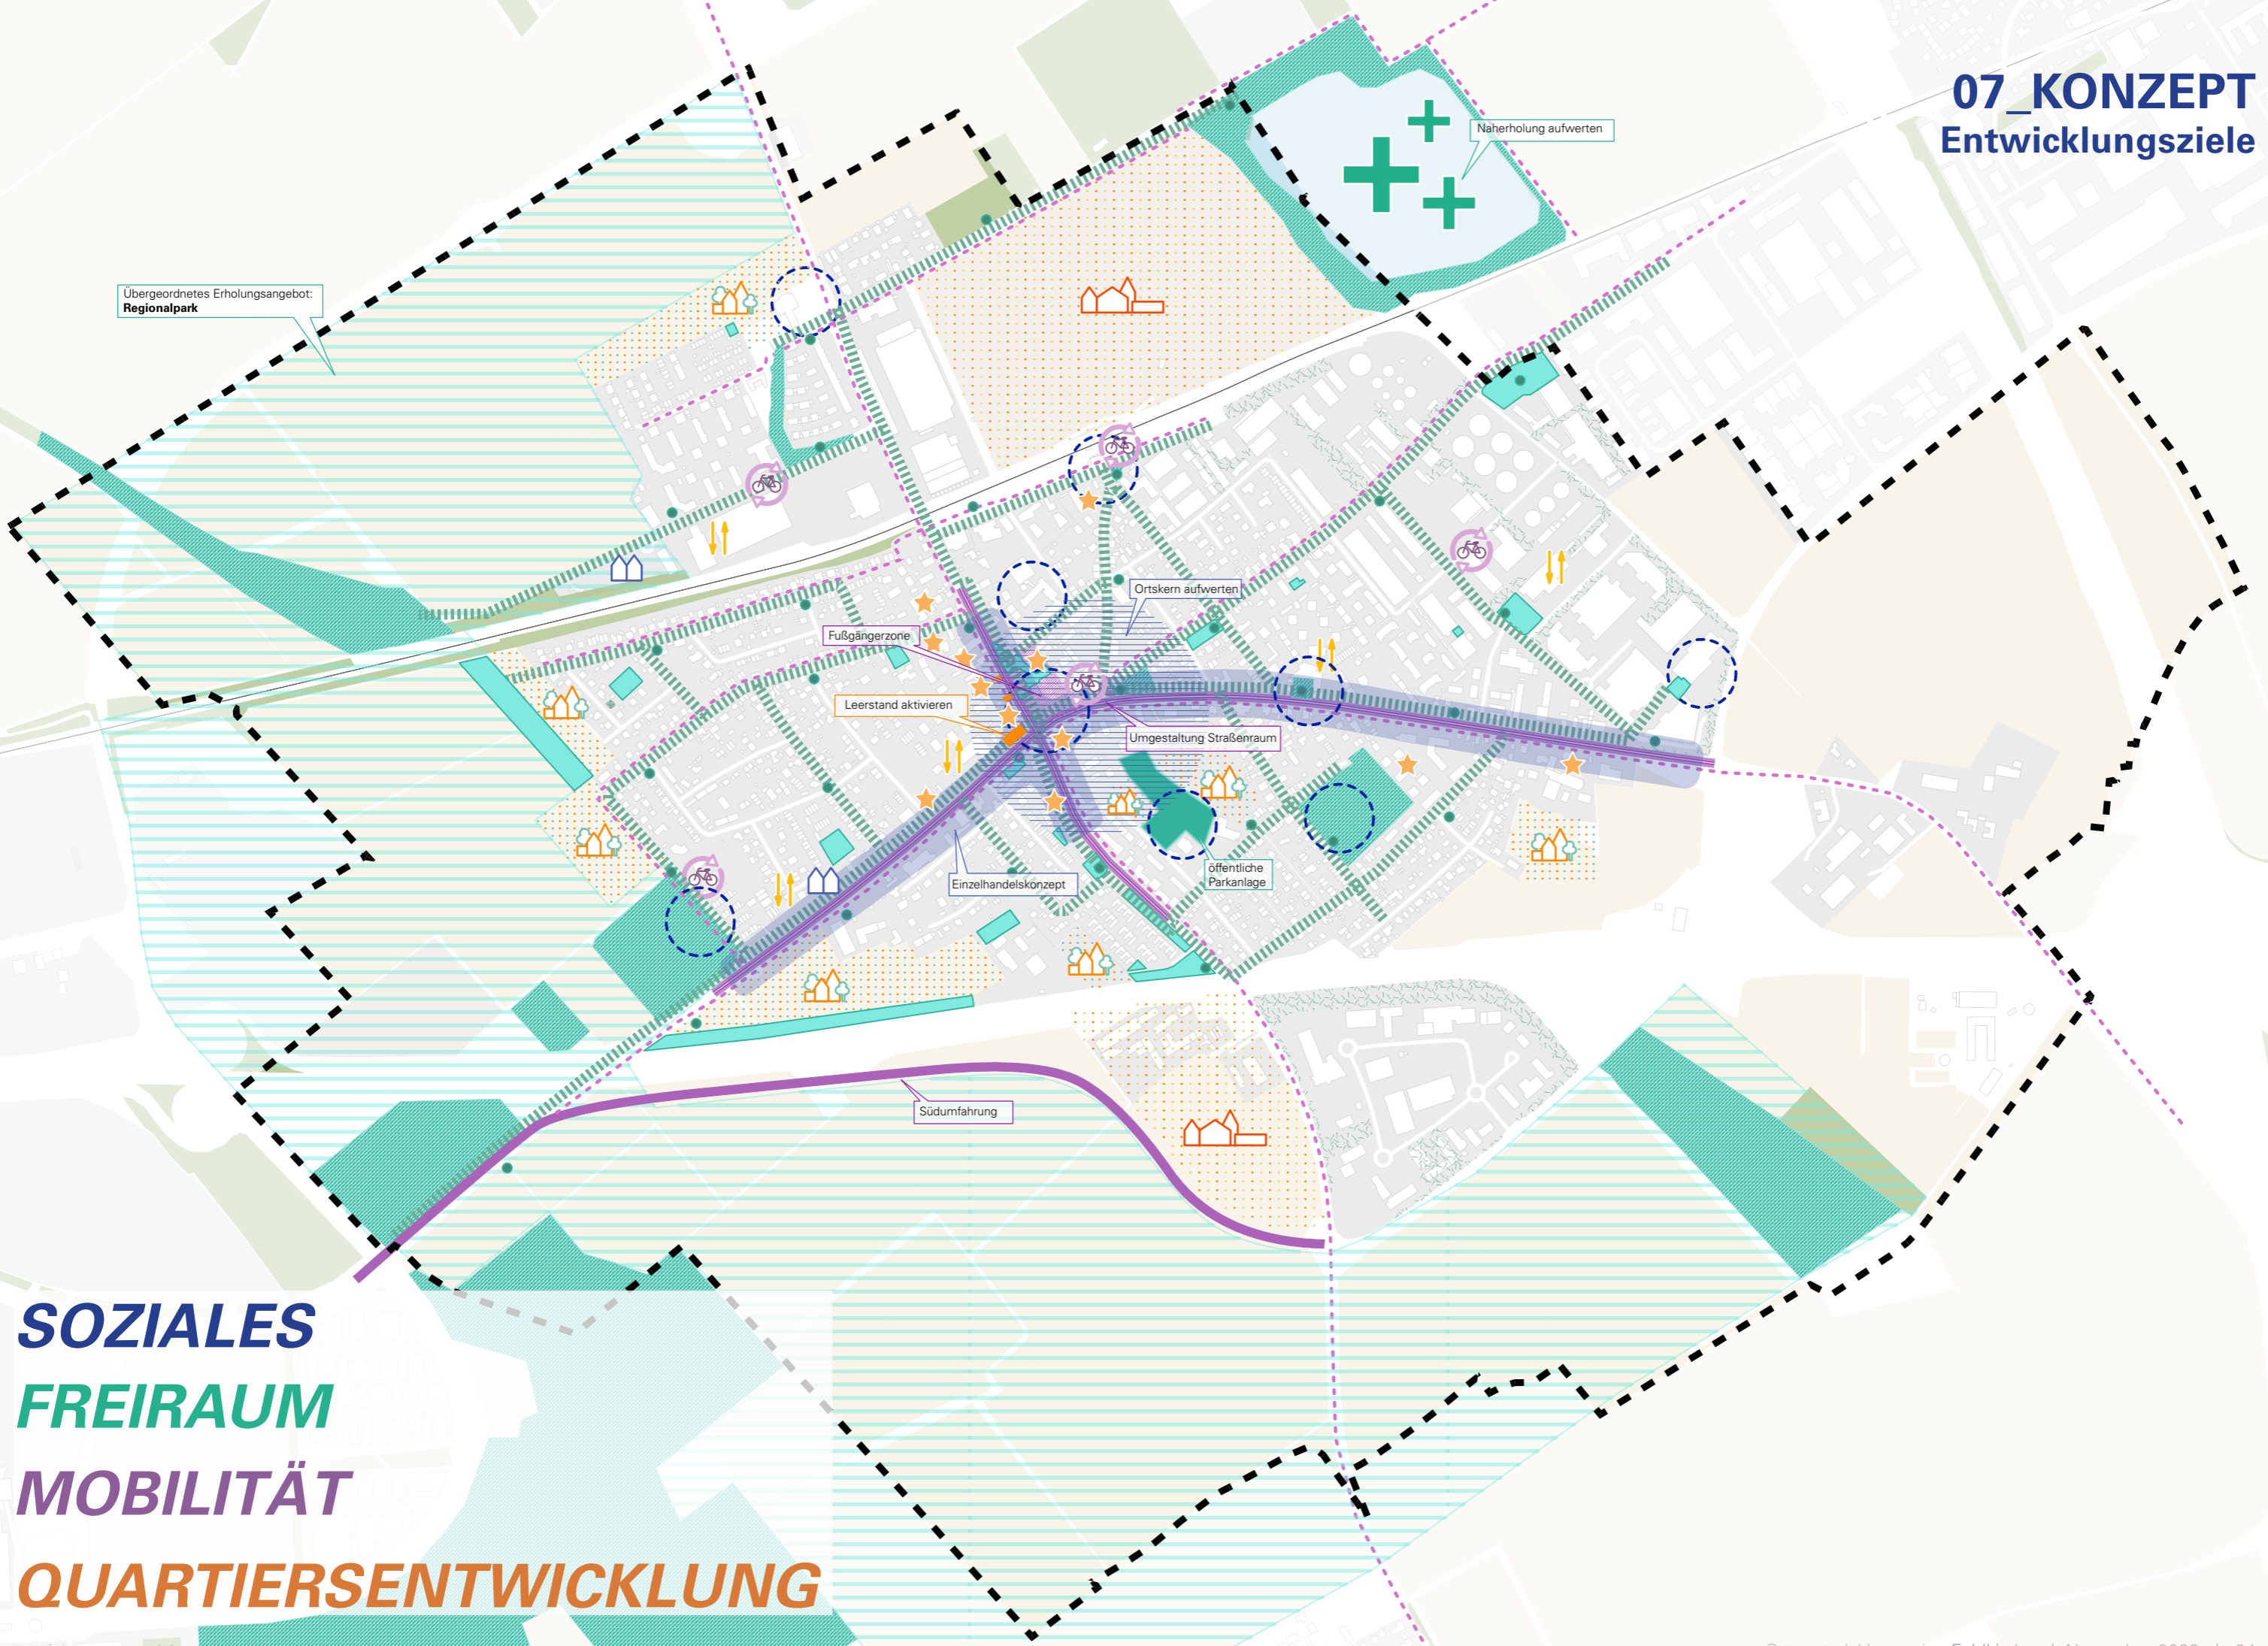 07_KONZEPT
Entwicklungsziele
Naherholung aufwerten
Übergeordnetes Erholungsangebot:
Regionalpark
Ortskern aufwerten
Fußgängerzone
Leerstand aktivieren
Umgestaltung Straßenraum
öffentliche
Parkanlage
Einzelhandelskonzept
Südumfahrung
SOZIALES
FREIRAUM
MOBILITÄT
QUARTIERSENTWICKLUNG